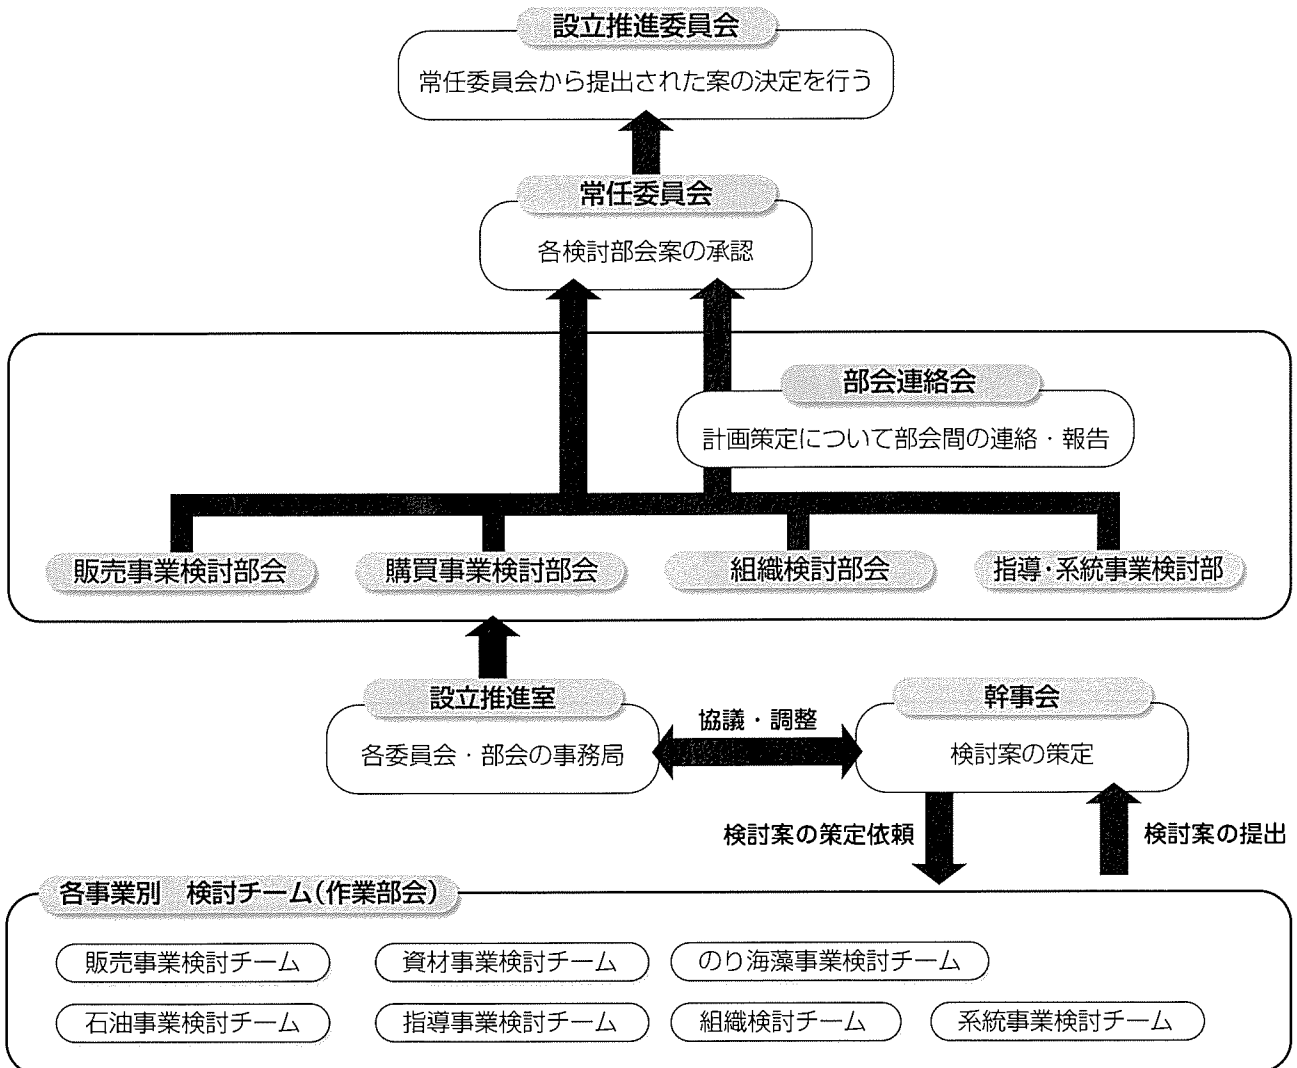 設立推進委員会
常任委員会から提出された案の決定を行う
常任委員会
各検討部会案の承認
部会連絡会
計画策定について部会間の連絡・報告
販売事業検討部会
購買事業検討部会
組織検討部会
指導・系統事業検討部
設立推進室
各委員会・部会の事務局
協議・調整
幹事会
検討案の策定
検討案の策定依頼
検討案の提出
各事業別　検討チーム（作業部会）
販売事業検討チーム
資材事業検討チーム
のり海藻事業検討チーム
石油事業検討チーム
指導事業検討チーム
組織検討チーム
系統事業検討チーム